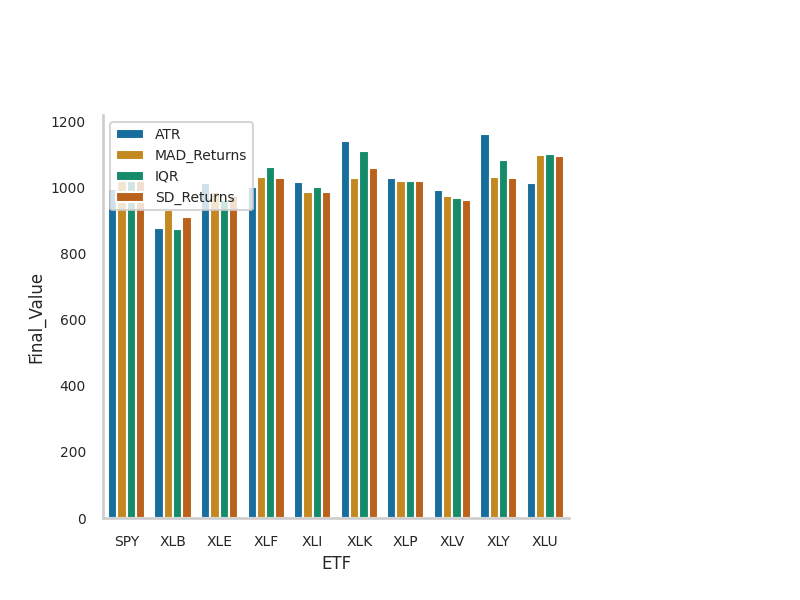 1200
1000
800
600
400
200
0
Final_Value
ATR
MAD_Returns
IQR
SD_Returns
SPY XLB XLE XLF XLI XLK XLP XLV XLY XLU
ETF